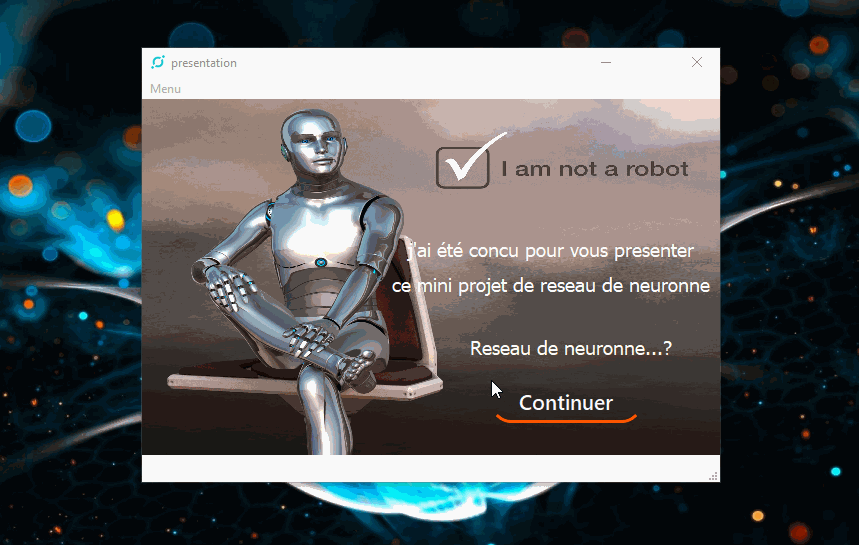 presentation
Menu
I am not a robot
j'ai été concu pour vous presenter
ce mini projet de reseau de neuronne
Reseau de neuronne...?
Continuer